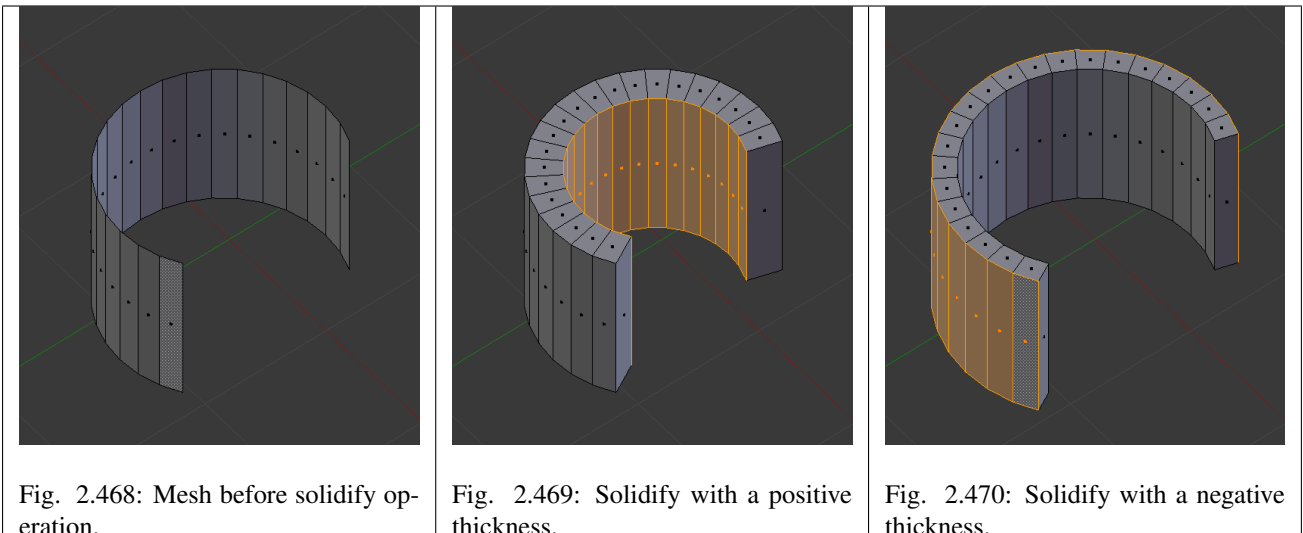 Fig. 2.468: Mesh before solidify op-
eration.
Fig. 2.469: Solidify with a positive
thickness.
Fig. 2.470: Solidify with a negative
thickness.